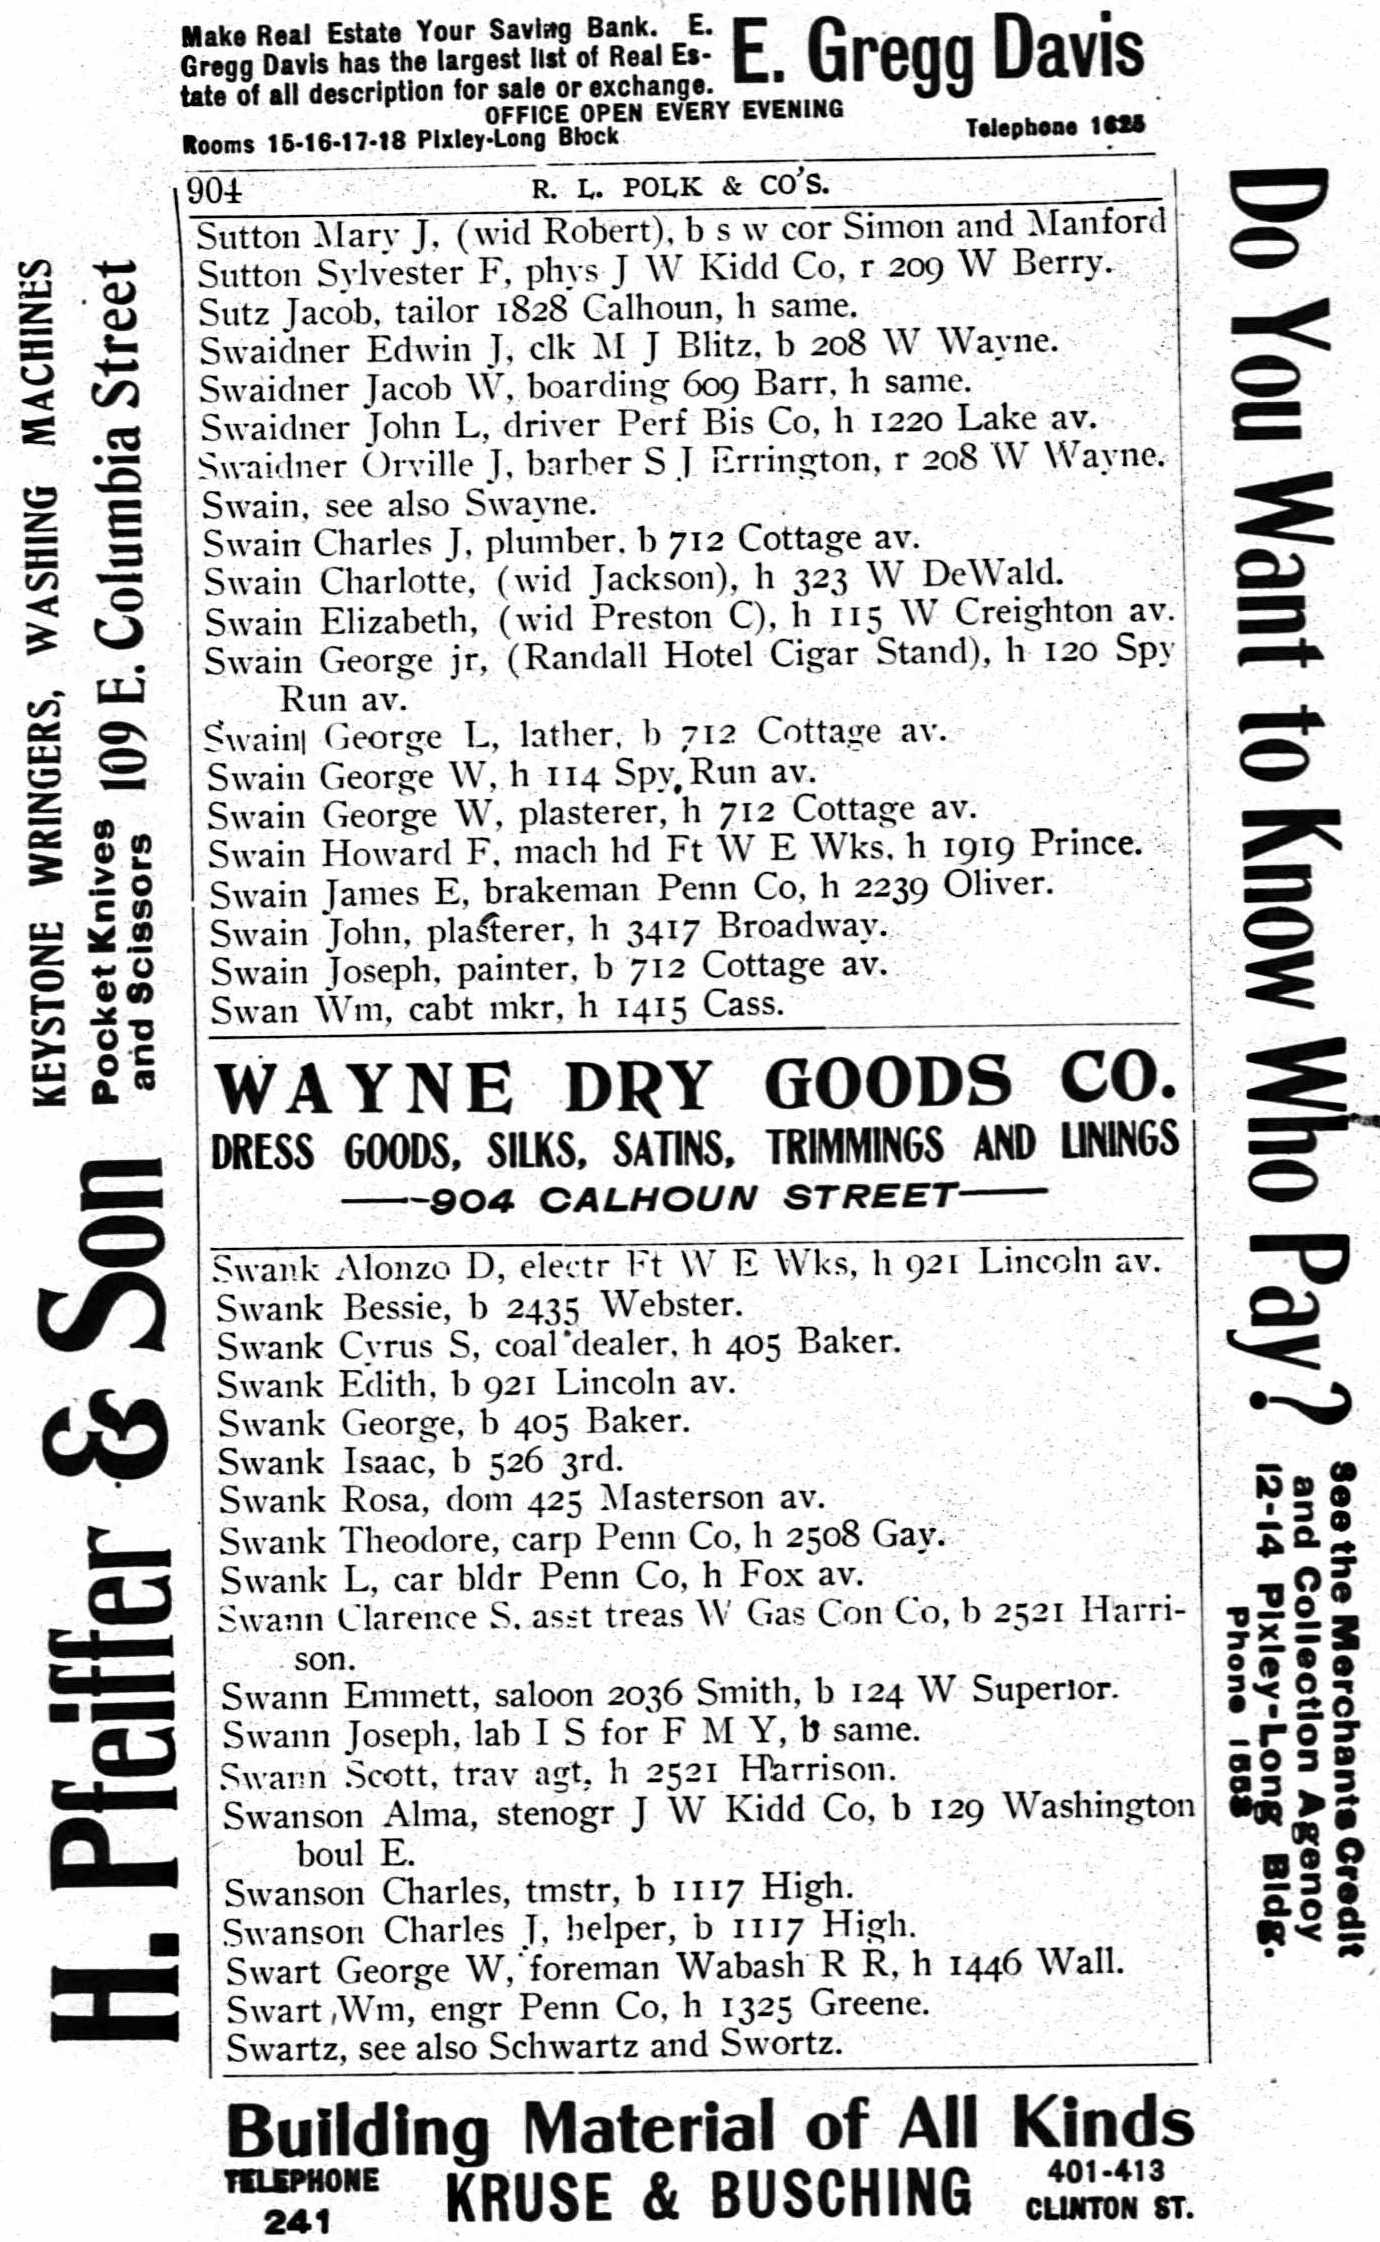 Make Real Estate Your Saving Bank. E.
Gregg Davis has the largest list of Real Es-
tate of all description for sale or exchange.
E. Gregg Davis
OFFICE OPEN EVERY EVENING
Rooms 15-16-17-18 Pixley-Long Block
Telephone
904
R. L. POLK & CO'S.
Sutton Mary J, (wid Robert), b s w cor Simon and Manford
Sutton Sylvester F, phys J W Kidd Co, r 209 W Berry.
Sutz Jacob, tailor 1828 Calhoun, h same.
Swaidner Edwin J, clk M J Blitz, b 208 W Wayne.
Swaidner Jacob W, boarding 609 Barr, h same.
Swaidner John L, driver Perf Bis Co, h 1220 Lake av.
Swaidner Orville J, barber S J Errington, r 208 W Wayne.
Swain, see also Swayne.
Swain Charles J, plumber, b 712 Cottage av.
Swain Charlotte, (wid Jackson), h 323 W DeWald.
Swain Elizabeth, (wid Preston C), h 115 W Creighton av.
Swain George jr, (Randall Hotel Cigar Stand), h 120 Spy
Run av.
Swain George L, lather, b 712 Cottage av.
Swain George W, h 114 Spy Run av.
Swain George W, plasterer, h 712 Cottage av.
Swain Howard F, mach hd Ft W E Wks, h 1919 Prince.
Swain James E, brakeman Penn Co, h 2239 Oliver.
Swain John, plasterer, h 3417 Broadway.
Swain Joseph, painter, b 712 Cottage av.
Swan Wm, cabt mkr, h 1415 Cass.
WAYNE DRY GOODS CO.
DRESS GOODS, SILKS, SATINS, TRIMMINGS AND LININGS
——904 CALHOUN STREET——
Swank Alonzo D, electr Ft W E Wks, h 921 Lincoln av.
Swank Bessie, b 2435 Webster.
Swank Cyrus S, coal dealer, h 405 Baker.
Swank Edith, b 921 Lincoln av.
Swank George, b 405 Baker.
Swank Isaac, b 526 3rd.
Swank Rosa, dom 425 Masterson av.
Swank Theodore, carp Penn Co, h 2508 Gay.
Swank L, car bldr Penn Co, h Fox av.
Swann Clarence S, asst treas W Gas Con Co, b 2521 Harri-
son.
Swann Emmett, saloon 2036 Smith, b 124 W Superior.
Swann Joseph, lab I S for F M Y, b same.
Swann Scott, trav agt, h 2521 Harrison.
Swanson Alma, stenogr J W Kidd Co, b 129 Washington
boul E.
Swanson Charles, tmstr, b 1117 High.
Swanson Charles J, helper, b 1117 High.
Swart George W, foreman Wabash R R, h 1446 Wall.
Swart Wm, engr Penn Co, h 1325 Greene.
Swartz, see also Schwartz and Swortz.
Building Material of All Kinds
TELEPHONE
241
KRUSE & BUSCHING
401-413
CLINTON ST.
H. Pfeiffer & Son
KEYSTONE WRINGERS, WASHING MACHINES
Pocket Knives
and Scissors
109 E. Columbia Street
Do You Want to Know Who Pay?
See the Merchants Credit
and Collection Agency
12-14 Pixley-Long Bldg.
Phone